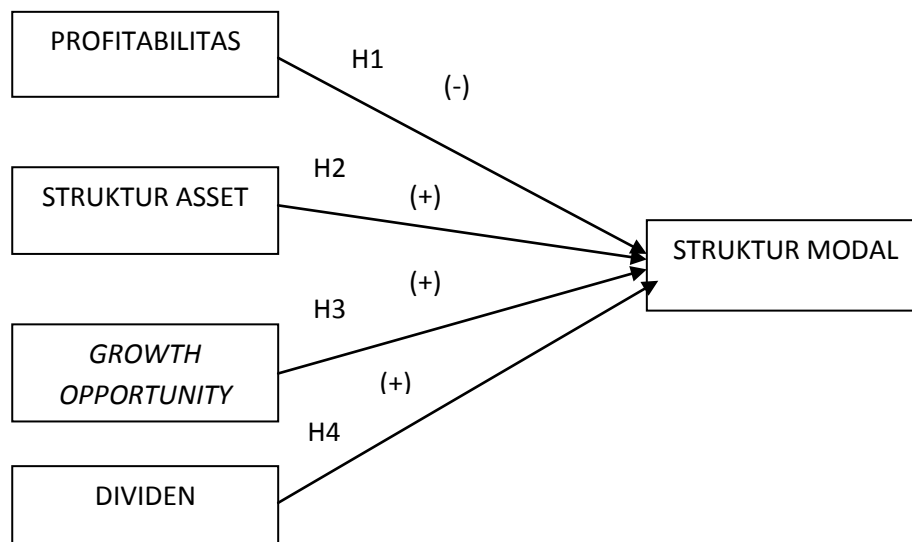 PROFITABILITAS
H1
(-)
STRUKTUR ASSET
H2
(+)
STRUKTUR MODAL
(+)
H3
GROWTH
OPPORTUNITY
(+)
H4
DIVIDEN